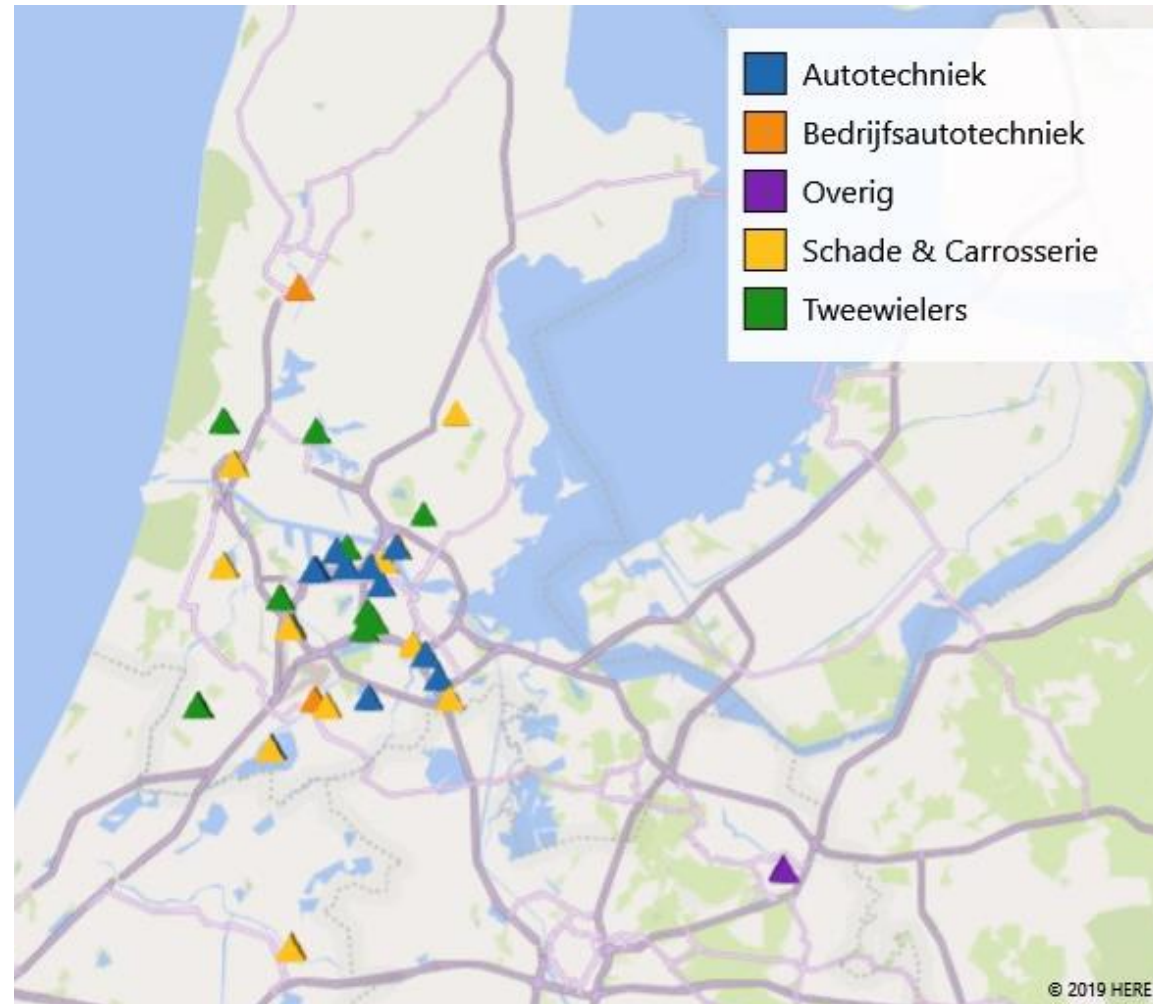 Autotechniek
Bedrijfsautotechniek
Overig
Schade & Carrosserie
Tweewielers
© 2019 HERE